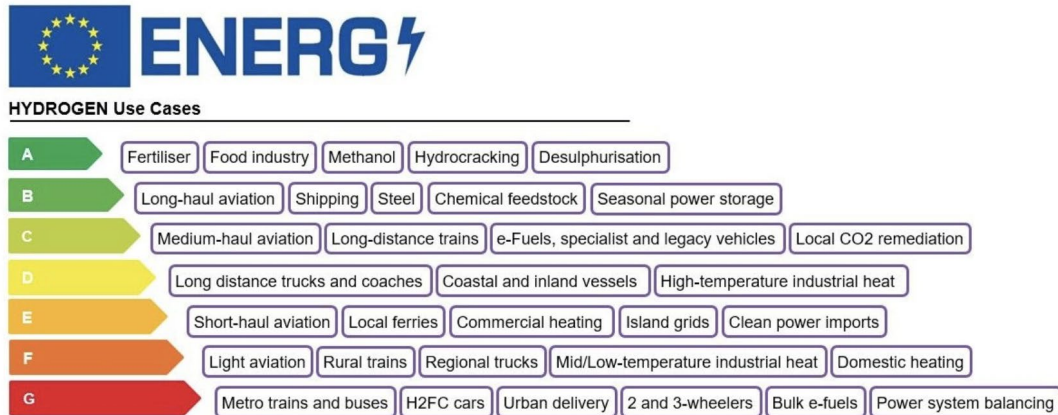 ENERG
HYDROGEN Use Cases
A Fertiliser Food industry Methanol Hydrocracking Desulphurisation
B Long-haul aviation Shipping Steel Chemical feedstock Seasonal power storage
C Medium-haul aviation Long-distance trains e-Fuels, specialist and legacy vehicles Local CO2 remediation
D Long distance trucks and coaches Coastal and inland vessels High-temperature industrial heat
E Short-haul aviation Local ferries Commercial heating Island grids Clean power imports
F Light aviation Rural trains Regional trucks Mid/Low-temperature industrial heat Domestic heating
G Metro trains and buses H2FC cars Urban delivery 2 and 3-wheelers Bulk e-fuels Power system balancing